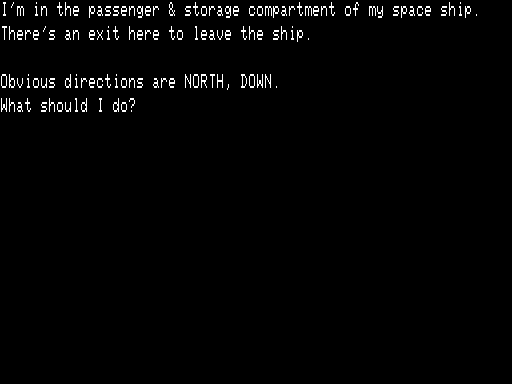 I'm in the passenger & storage compartment of my space ship.
There's an exit here to leave the ship.
Obvious directions are NORTH, DOWN.
What should I do?